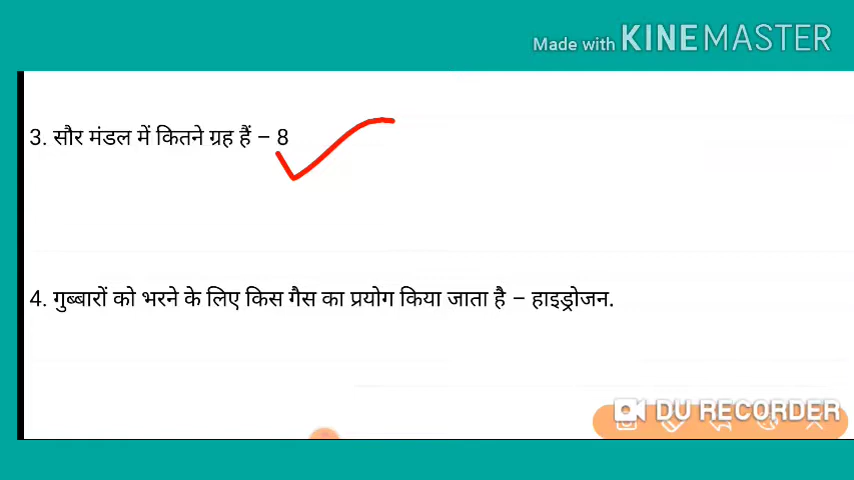 Made with KINEMASTER
3. सौर मंडल में कितने ग्रह हैं – 8
4. गुब्बारों को भरने के लिए किस गैस का प्रयोग किया जाता है – हाइड्रोजन.
DU RECORDER